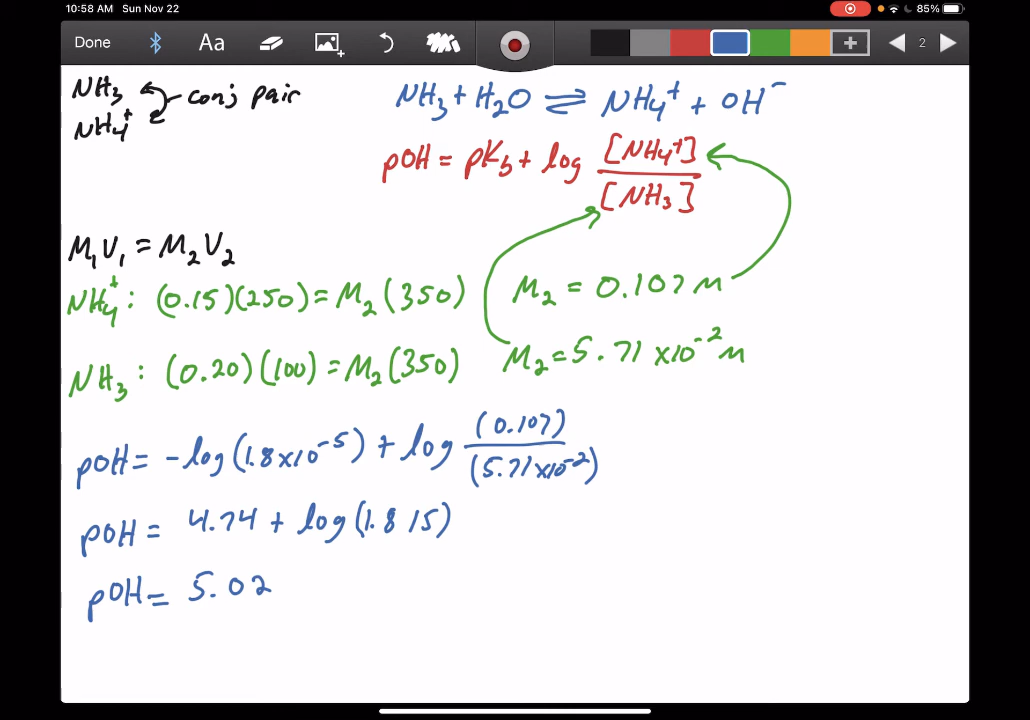 10:58 AM Sun Nov 22 85%
Done Aa 2
NH₃
NH₄⁺
conj pair
NH₃ + H₂O ⇌ NH₄⁺ + OH⁻
pOH = pKb + log [NH₄⁺] / [NH₃]
M₁V₁ = M₂V₂
NH₄⁺ : (0.15)(250) = M₂(350) M₂ = 0.107 M
NH₃ : (0.20)(100) = M₂(350) M₂ = 5.71 x10⁻² M
pOH = -log(1.8x10⁻⁵) + log (0.107) / (5.71x10⁻²)
pOH = 4.74 + log(1.815)
pOH = 5.02